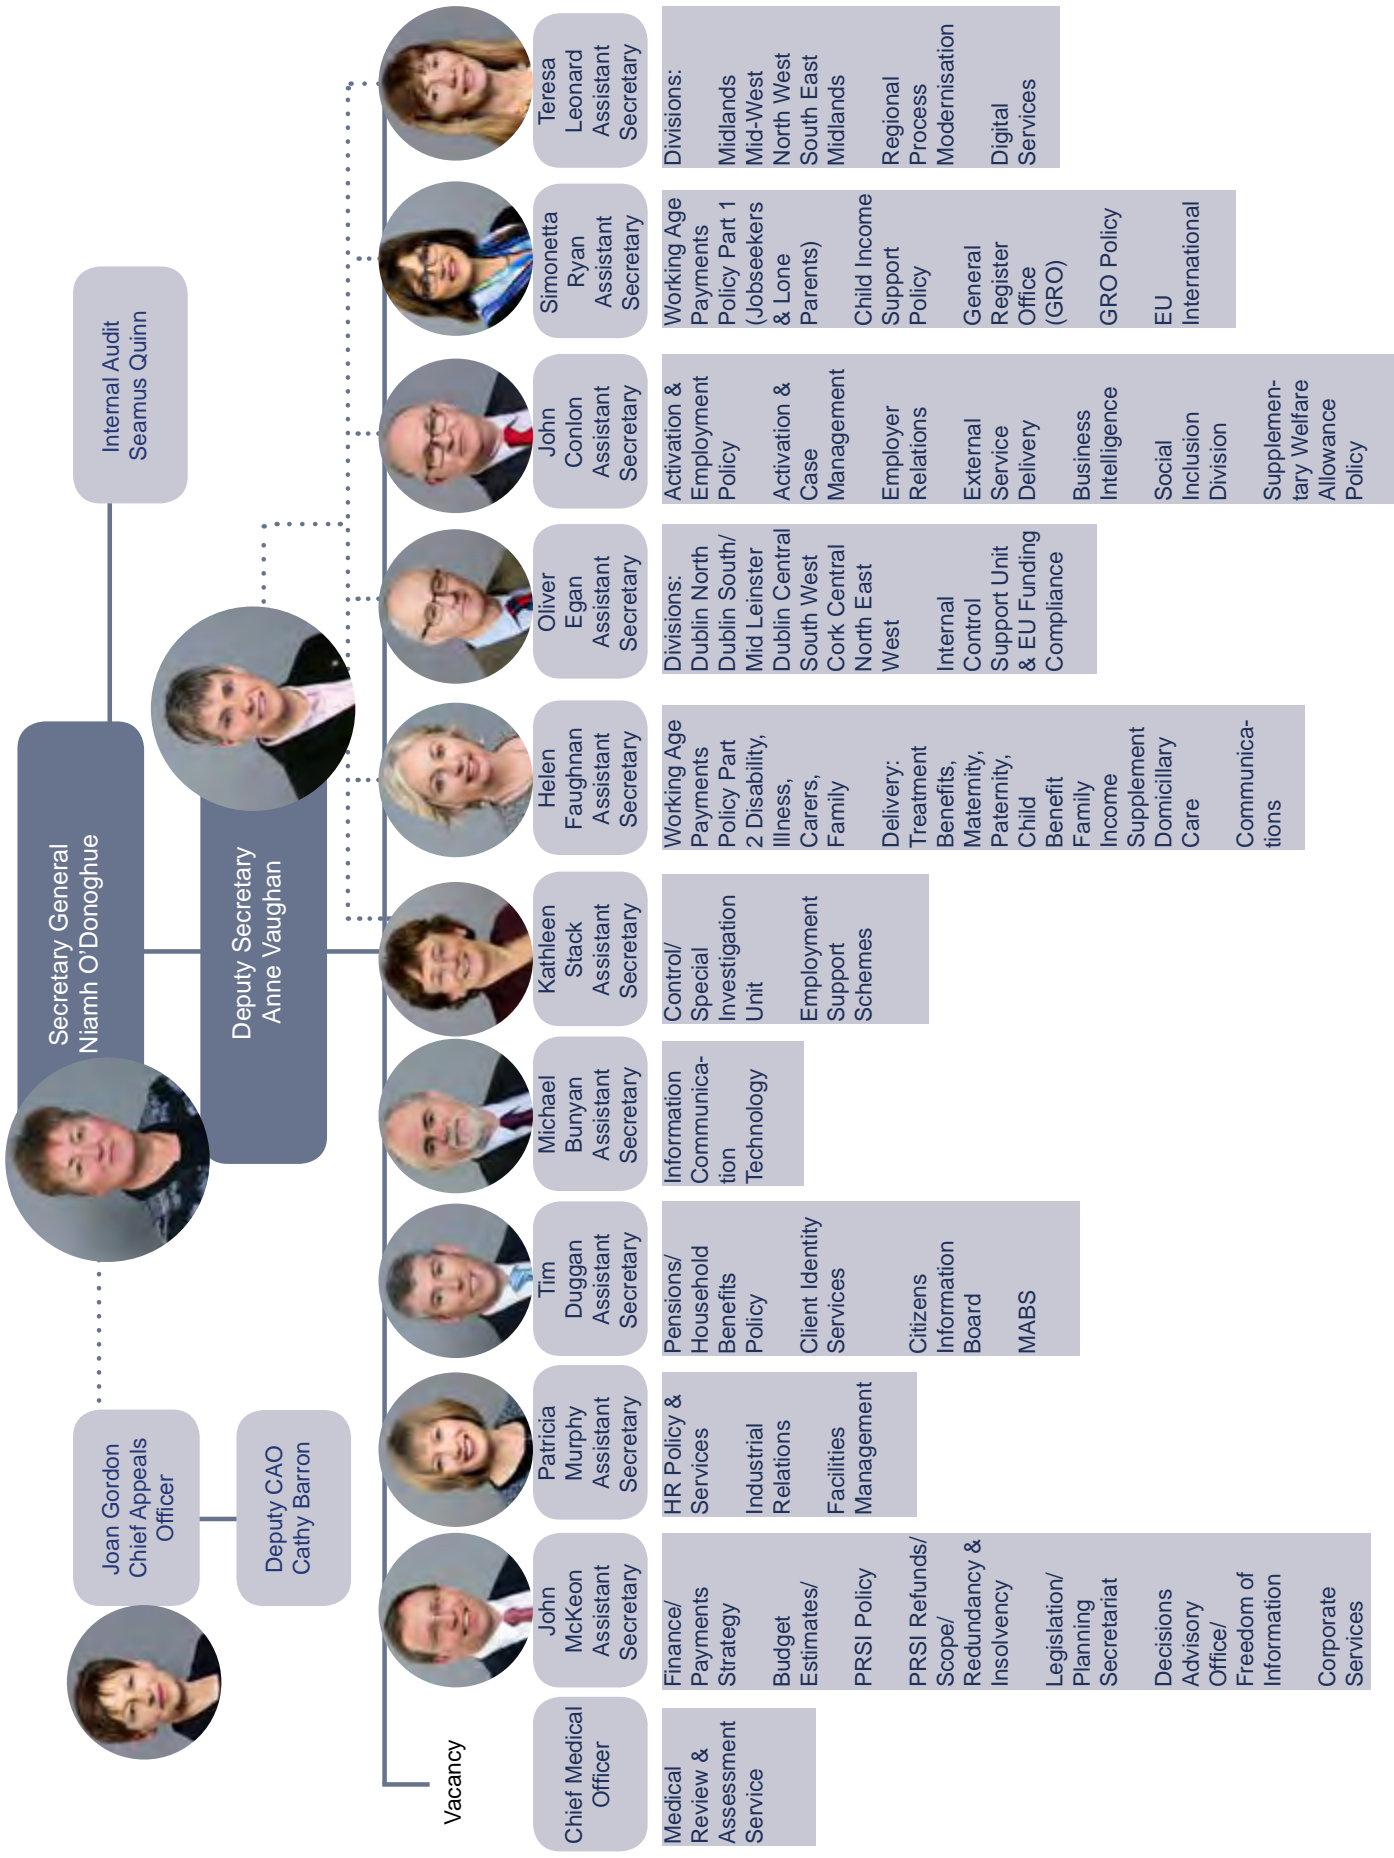 Secretary General
Niamh O'Donoghue
Internal Audit
Seamus Quinn
Joan Gordon
Chief Appeals
Officer
Deputy Secretary
Anne Vaughan
Deputy CAO
Cathy Barron
Vacancy
Chief Medical
Officer
Medical
Review &
Assessment
Service
John
McKeon
Assistant
Secretary
Finance/
Payments
Strategy
Budget
Estimates/
PRSI Policy
PRSI Refunds/
Scope/
Redundancy &
Insolvency
Legislation/
Planning
Secretariat
Decisions
Advisory
Office/
Freedom of
Information
Corporate
Services
Patricia
Murphy
Assistant
Secretary
HR Policy &
Services
Industrial
Relations
Facilities
Management
Tim
Duggan
Assistant
Secretary
Pensions/
Household
Benefits
Policy
Client Identity
Services
Citizens
Information
Board
MABS
Michael
Bunyan
Assistant
Secretary
Information
Communica-
tion
Technology
Kathleen
Stack
Assistant
Secretary
Control/
Special
Investigation
Unit
Employment
Support
Schemes
Helen
Faughnan
Assistant
Secretary
Working Age
Payments
Policy Part
2 Disability,
Illness,
Carers,
Family
Delivery:
Treatment
Benefits,
Maternity,
Paternity,
Child
Benefit
Family
Income
Supplement
Domicillary
Care
Communica-
tions
Oliver
Egan
Assistant
Secretary
Divisions:
Dublin North
Dublin South/
Mid Leinster
Dublin Central
South West
Cork Central
North East
West
Internal
Control
Support Unit
& EU Funding
Compliance
John
Conlon
Assistant
Secretary
Activation &
Employment
Policy
Activation &
Case
Management
Employer
Relations
External
Service
Delivery
Business
Intelligence
Social
Inclusion
Division
Supplemen-
tary Welfare
Allowance
Policy
Simonetta
Ryan
Assistant
Secretary
Working Age
Payments
Policy Part 1
(Jobseekers
& Lone
Parents)
Child Income
Support
Policy
General
Register
Office
(GRO)
GRO Policy
EU
International
Teresa
Leonard
Assistant
Secretary
Divisions:
Midlands
Mid-West
North West
South East
Midlands
Regional
Process
Modernisation
Digital
Services